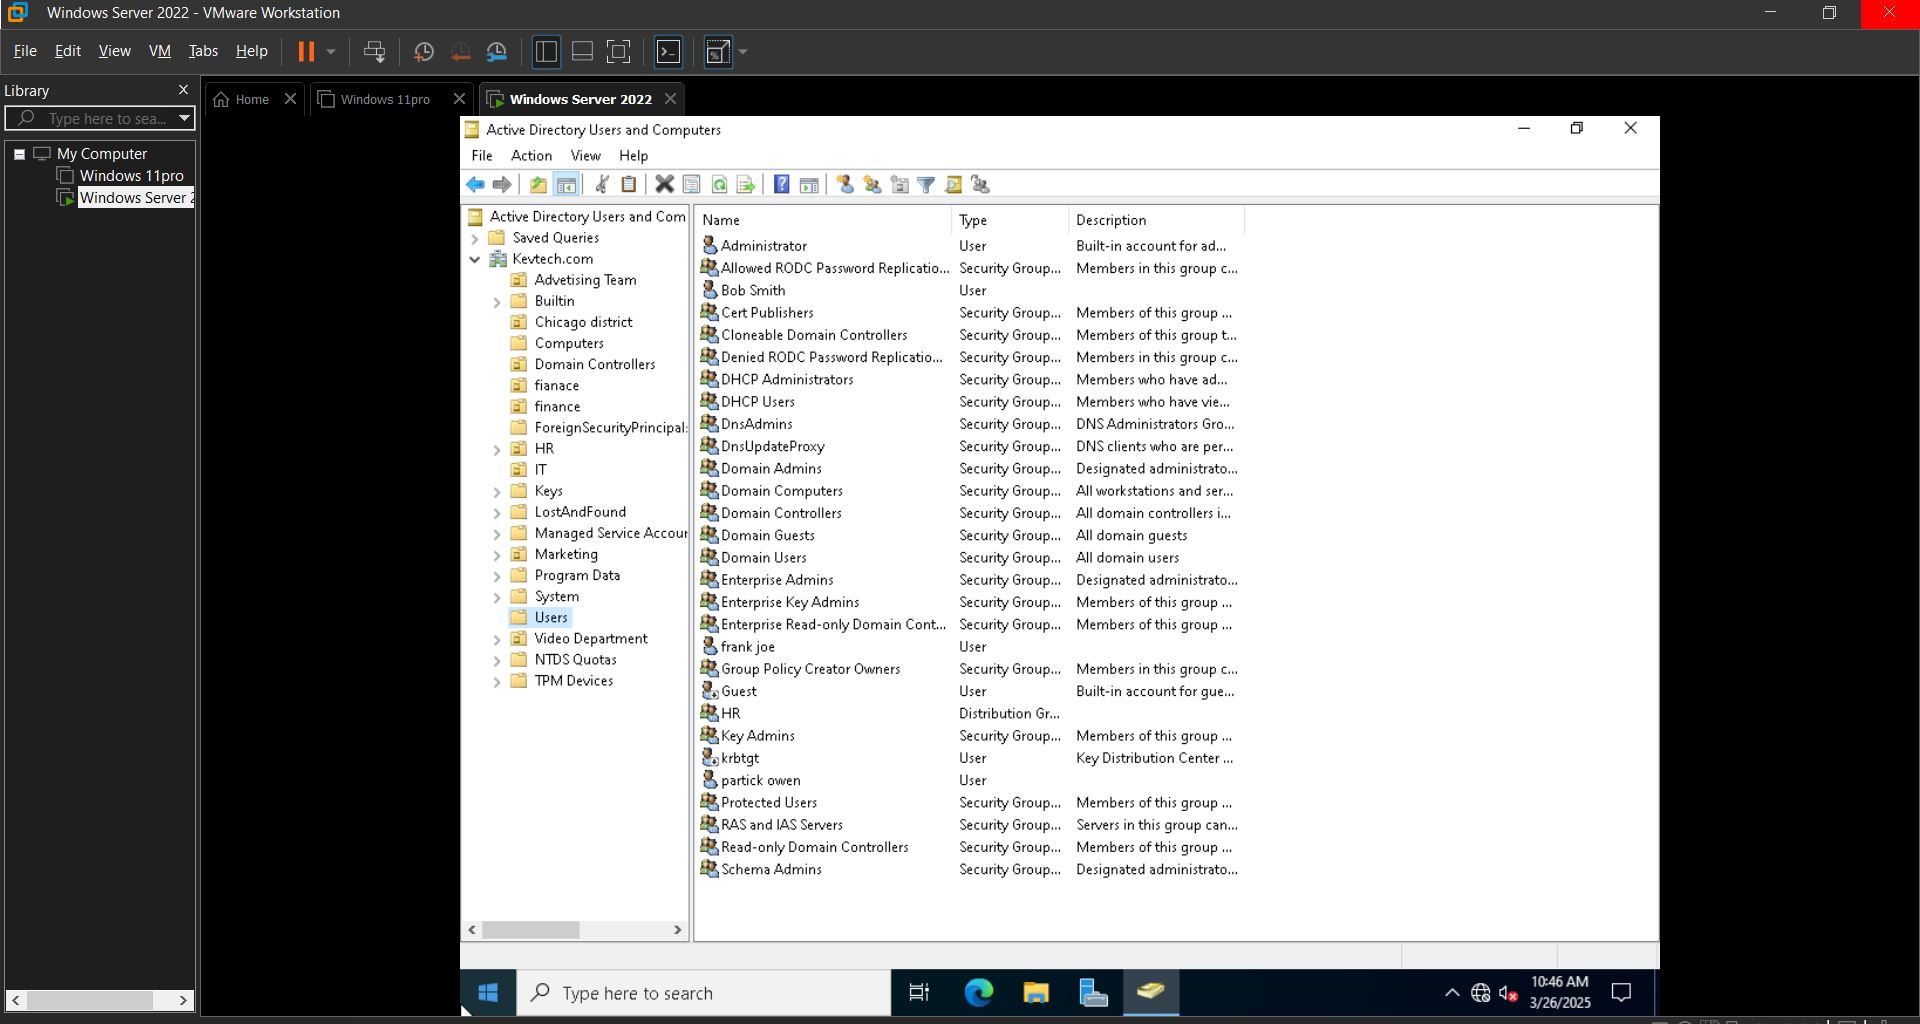 Windows Server 2022 - VMware Workstation
File Edit View VM Tabs Help
Library
Type here to sea...
My Computer
Windows 11pro
Windows Server 2
Home
Windows 11pro
Windows Server 2022
Active Directory Users and Computers
File Action View Help
Active Directory Users and Com
Saved Queries
Kevtech.com
Advetising Team
Builtin
Chicago district
Computers
Domain Controllers
fianace
finance
ForeignSecurityPrincipal:
HR
IT
Keys
LostAndFound
Managed Service Accour
Marketing
Program Data
System
Users
Video Department
NTDS Quotas
TPM Devices
Name Type Description
Administrator User Built-in account for ad...
Allowed RODC Password Replicatio... Security Group... Members in this group c...
Bob Smith User
Cert Publishers Security Group... Members of this group ...
Cloneable Domain Controllers Security Group... Members of this group t...
Denied RODC Password Replicatio... Security Group... Members in this group c...
DHCP Administrators Security Group... Members who have ad...
DHCP Users Security Group... Members who have vie...
DnsAdmins Security Group... DNS Administrators Gro...
DnsUpdateProxy Security Group... DNS clients who are per...
Domain Admins Security Group... Designated administrato...
Domain Computers Security Group... All workstations and ser...
Domain Controllers Security Group... All domain controllers i...
Domain Guests Security Group... All domain guests
Domain Users Security Group... All domain users
Enterprise Admins Security Group... Designated administrato...
Enterprise Key Admins Security Group... Members of this group ...
Enterprise Read-only Domain Cont... Security Group... Members of this group ...
frank joe User
Group Policy Creator Owners Security Group... Members in this group c...
Guest User Built-in account for gue...
HR Distribution Gr...
Key Admins Security Group... Members of this group ...
krbtgt User Key Distribution Center ...
partick owen User
Protected Users Security Group... Members of this group ...
RAS and IAS Servers Security Group... Servers in this group can...
Read-only Domain Controllers Security Group... Members of this group ...
Schema Admins Security Group... Designated administrato...
Type here to search
10:46 AM
3/26/2025